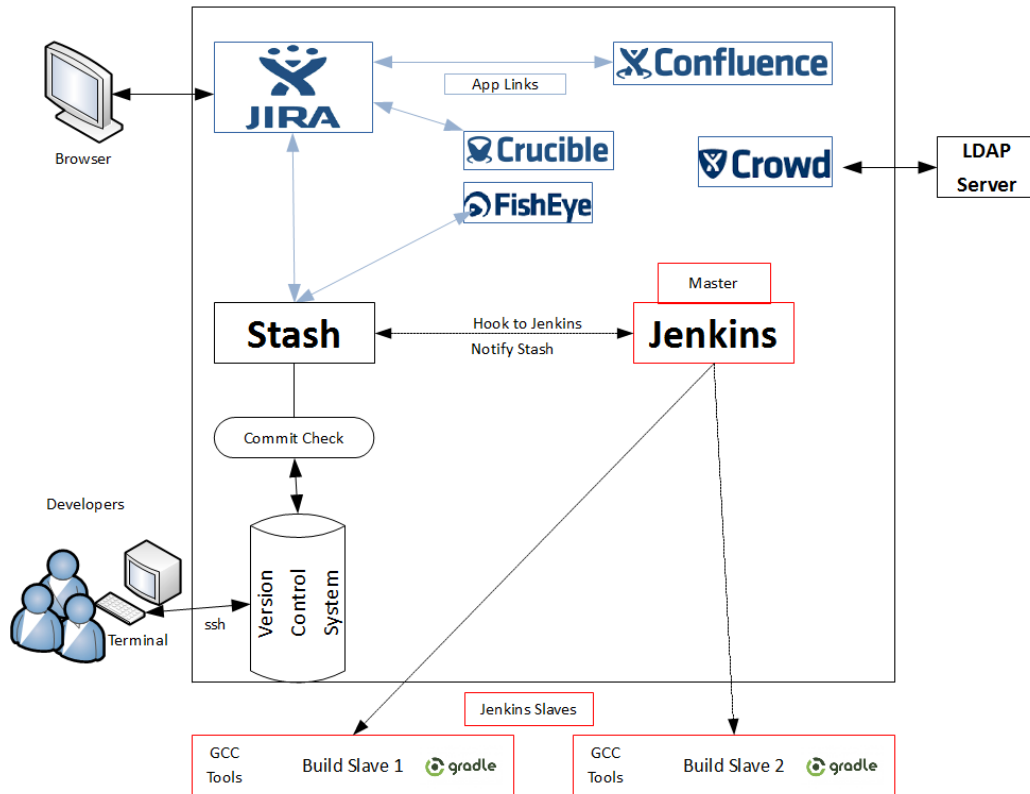 Browser
JIRA
App Links
Confluence
Crucible
FishEye
Crowd
LDAP
Server
Master
Stash
Hook to Jenkins
Notify Stash
Jenkins
Commit Check
Developers
Terminal
ssh
Version
Control
System
Jenkins Slaves
GCC
Tools
Build Slave 1
gradle
GCC
Tools
Build Slave 2
gradle